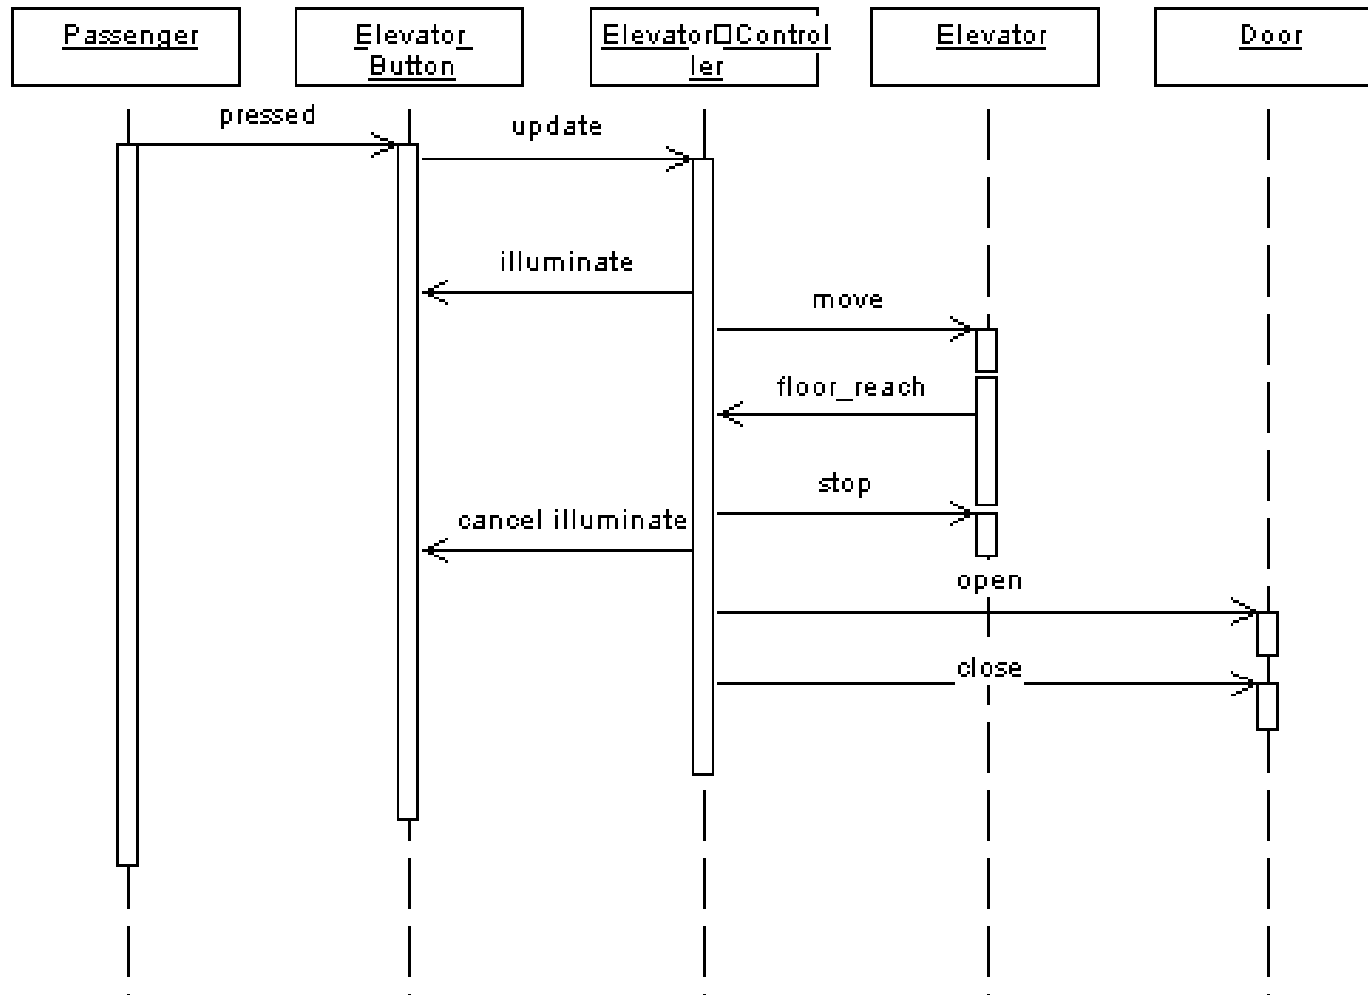 Passenger
Elevator
Button
Elevator□Control
ler
Elevator
Door
pressed
update
illuminate
move
floor_reach
stop
cancel illuminate
open
close